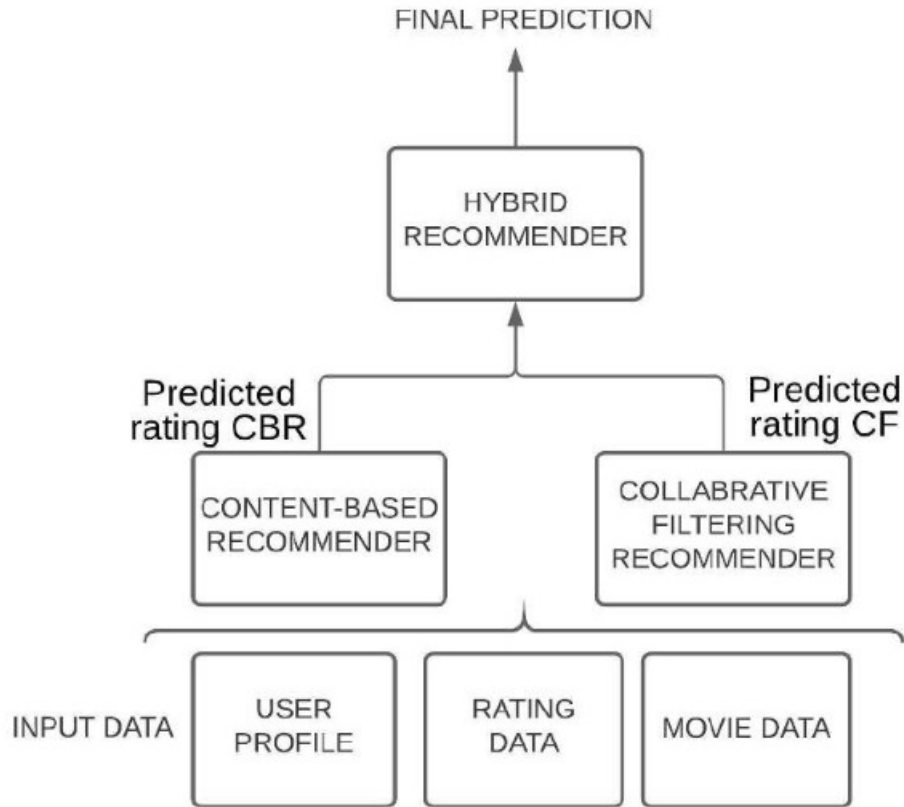 FINAL PREDICTION
HYBRID
RECOMMENDER
Predicted
rating CBR
Predicted
rating CF
CONTENT-BASED
RECOMMENDER
COLLABRATIVE
FILTERING
RECOMMENDER
INPUT DATA
USER
PROFILE
RATING
DATA
MOVIE DATA